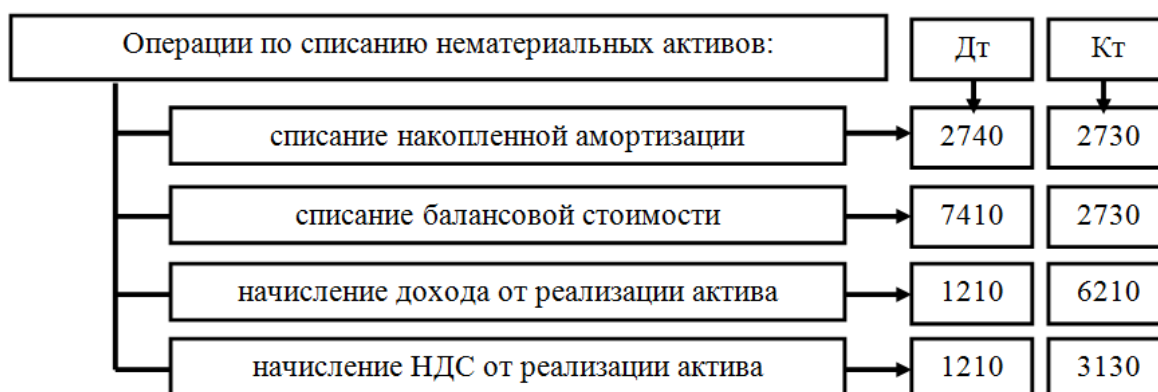 Операции по списанию нематериальных активов: Дт Кт
списание накопленной амортизации 2740 2730
списание балансовой стоимости 7410 2730
начисление дохода от реализации актива 1210 6210
начисление НДС от реализации актива 1210 3130